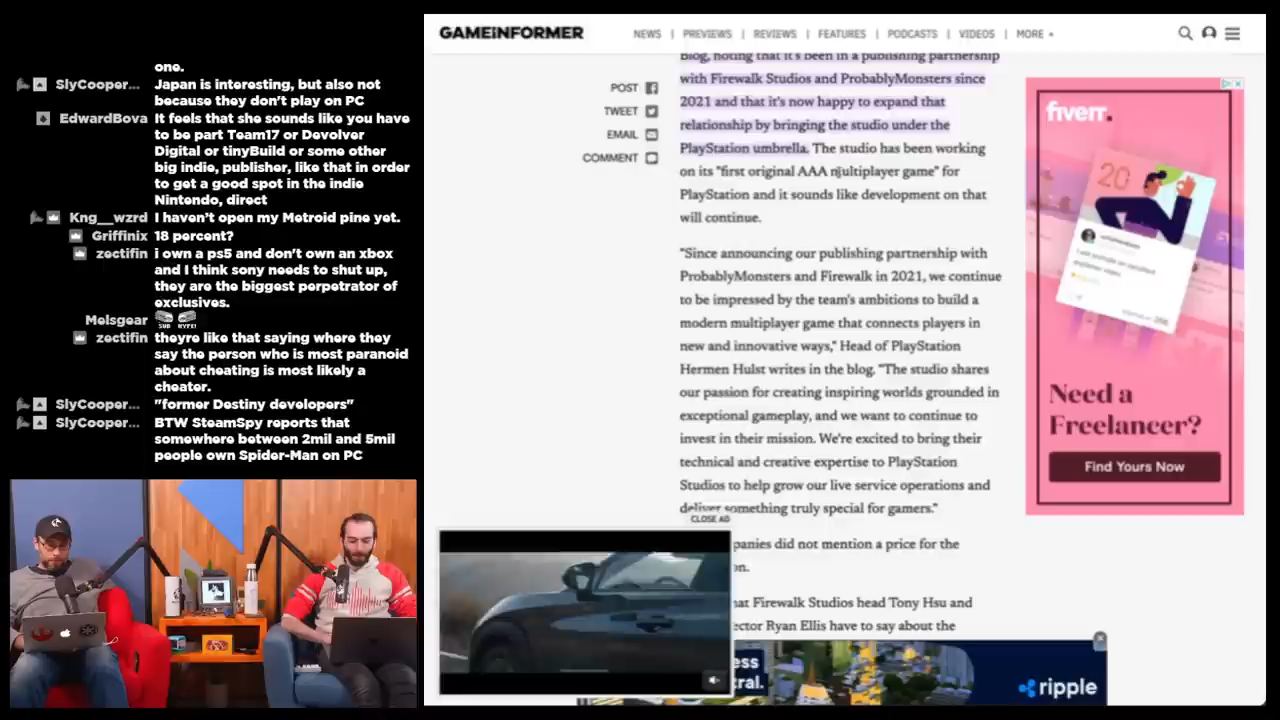 one.
SlyCooper... Japan is interesting, but also not
because they don't play on PC
EdwardBova It feels that she sounds like you have
to be part Team17 or Devolver
Digital or tinyBuild or some other
big indie, publisher, like that in order
to get a good spot in the indie
Nintendo, direct
Kng__wzrd I haven't open my Metroid pine yet.
Griffinix 18 percent?
zectifin i own a ps5 and don't own an xbox
and I think sony needs to shut up,
they are the biggest perpetrator of
exclusives.
Melsgear SUB HYPE!
zectifin theyre like that saying where they
say the person who is most paranoid
about cheating is most likely a
cheater.
SlyCooper... "former Destiny developers"
SlyCooper... BTW SteamSpy reports that
somewhere between 2mil and 5mil
people own Spider-Man on PC
GAMEINFORMER
NEWS | PREVIEWS | REVIEWS | FEATURES | PODCASTS | VIDEOS | MORE
POST
TWEET
EMAIL
COMMENT
Blog, noting that it's been in a publishing partnership
with Firewalk Studios and ProbablyMonsters since
2021 and that it's now happy to expand that
relationship by bringing the studio under the
PlayStation umbrella. The studio has been working
on its "first original AAA multiplayer game" for
PlayStation and it sounds like development on that
will continue.
"Since announcing our publishing partnership with
ProbablyMonsters and Firewalk in 2021, we continue
to be impressed by the team's ambitions to build a
modern multiplayer game that connects players in
new and innovative ways," Head of PlayStation
Hermen Hulst writes in the blog. "The studio shares
our passion for creating inspiring worlds grounded in
exceptional gameplay, and we want to continue to
invest in their mission. We're excited to bring their
technical and creative expertise to PlayStation
Studios to help grow our live service operations and
deliver something truly special for gamers."
CLOSE AD
panies did not mention a price for the
on.
hat Firewalk Studios head Tony Hsu and
ector Ryan Ellis have to say about the
ess
tral.
ripple
fiverr.
20
Need a
Freelancer?
Find Yours Now